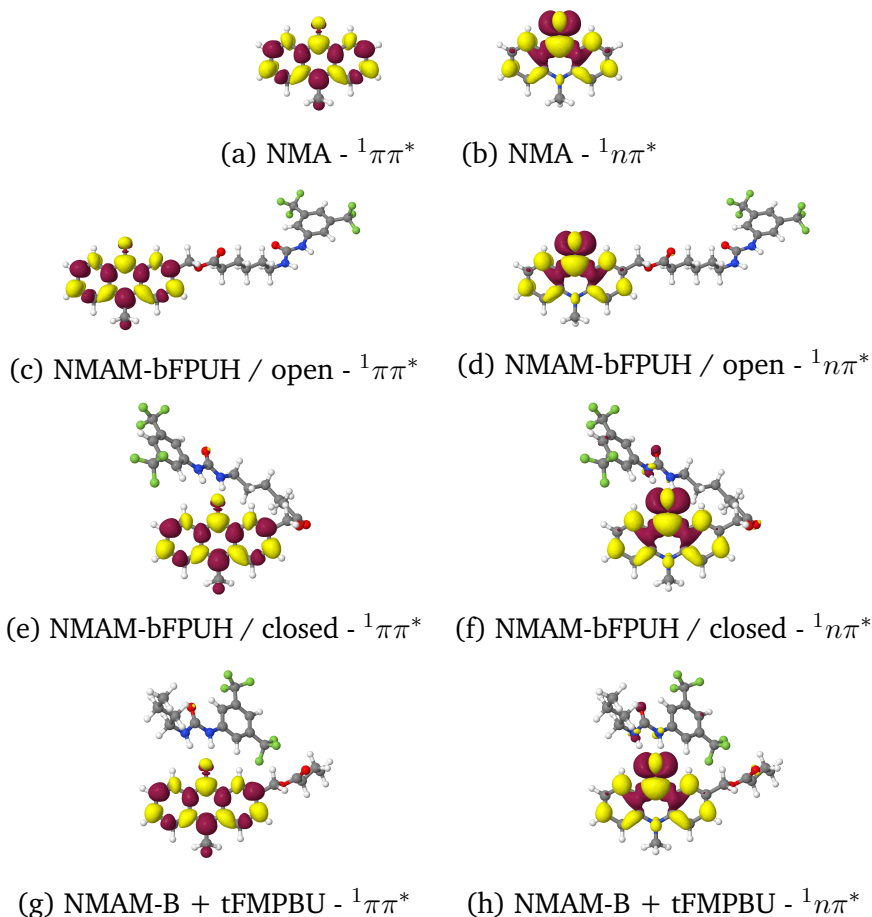 (a) NMA - ¹ππ* (b) NMA - ¹nπ*
(c) NMAM-bFPUH / open - ¹ππ* (d) NMAM-bFPUH / open - ¹nπ*
(e) NMAM-bFPUH / closed - ¹ππ* (f) NMAM-bFPUH / closed - ¹nπ*
(g) NMAM-B + tFMPBU - ¹ππ* (h) NMAM-B + tFMPBU - ¹nπ*